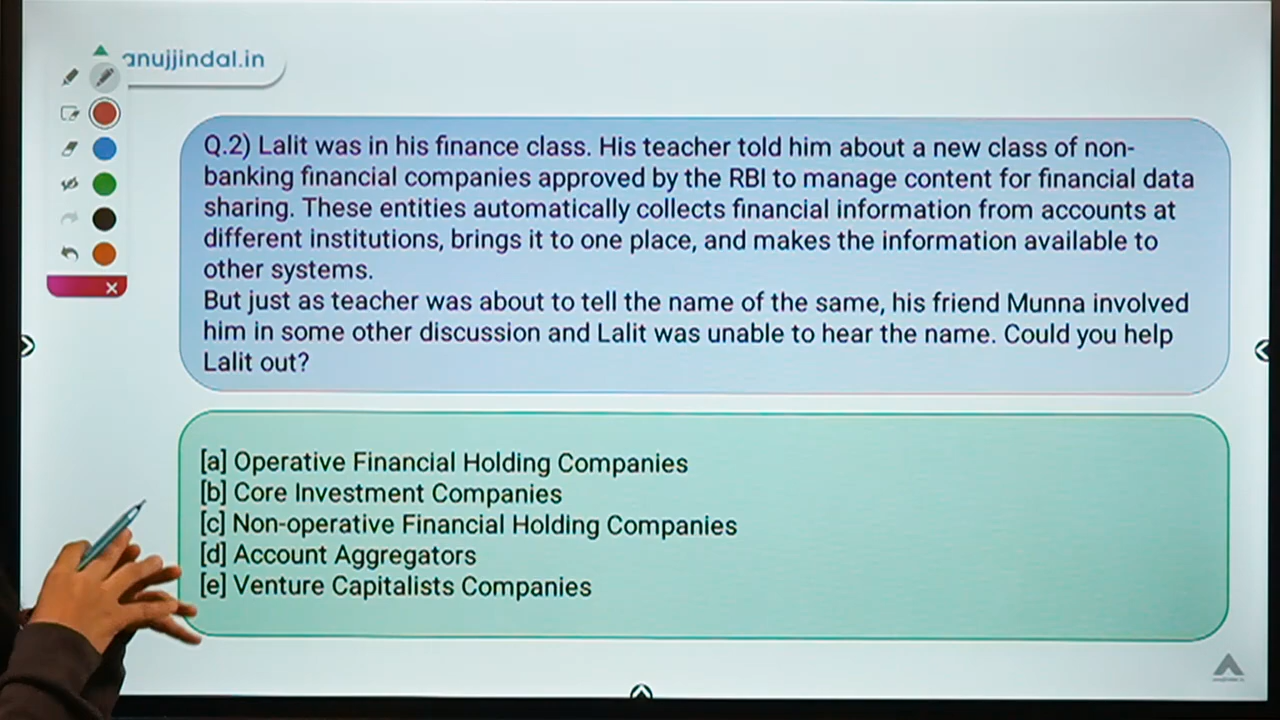 anujjindal.in
Q.2) Lalit was in his finance class. His teacher told him about a new class of non-
banking financial companies approved by the RBI to manage content for financial data
sharing. These entities automatically collects financial information from accounts at
different institutions, brings it to one place, and makes the information available to
other systems.
But just as teacher was about to tell the name of the same, his friend Munna involved
him in some other discussion and Lalit was unable to hear the name. Could you help
Lalit out?
[a] Operative Financial Holding Companies
[b] Core Investment Companies
[c] Non-operative Financial Holding Companies
[d] Account Aggregators
[e] Venture Capitalists Companies